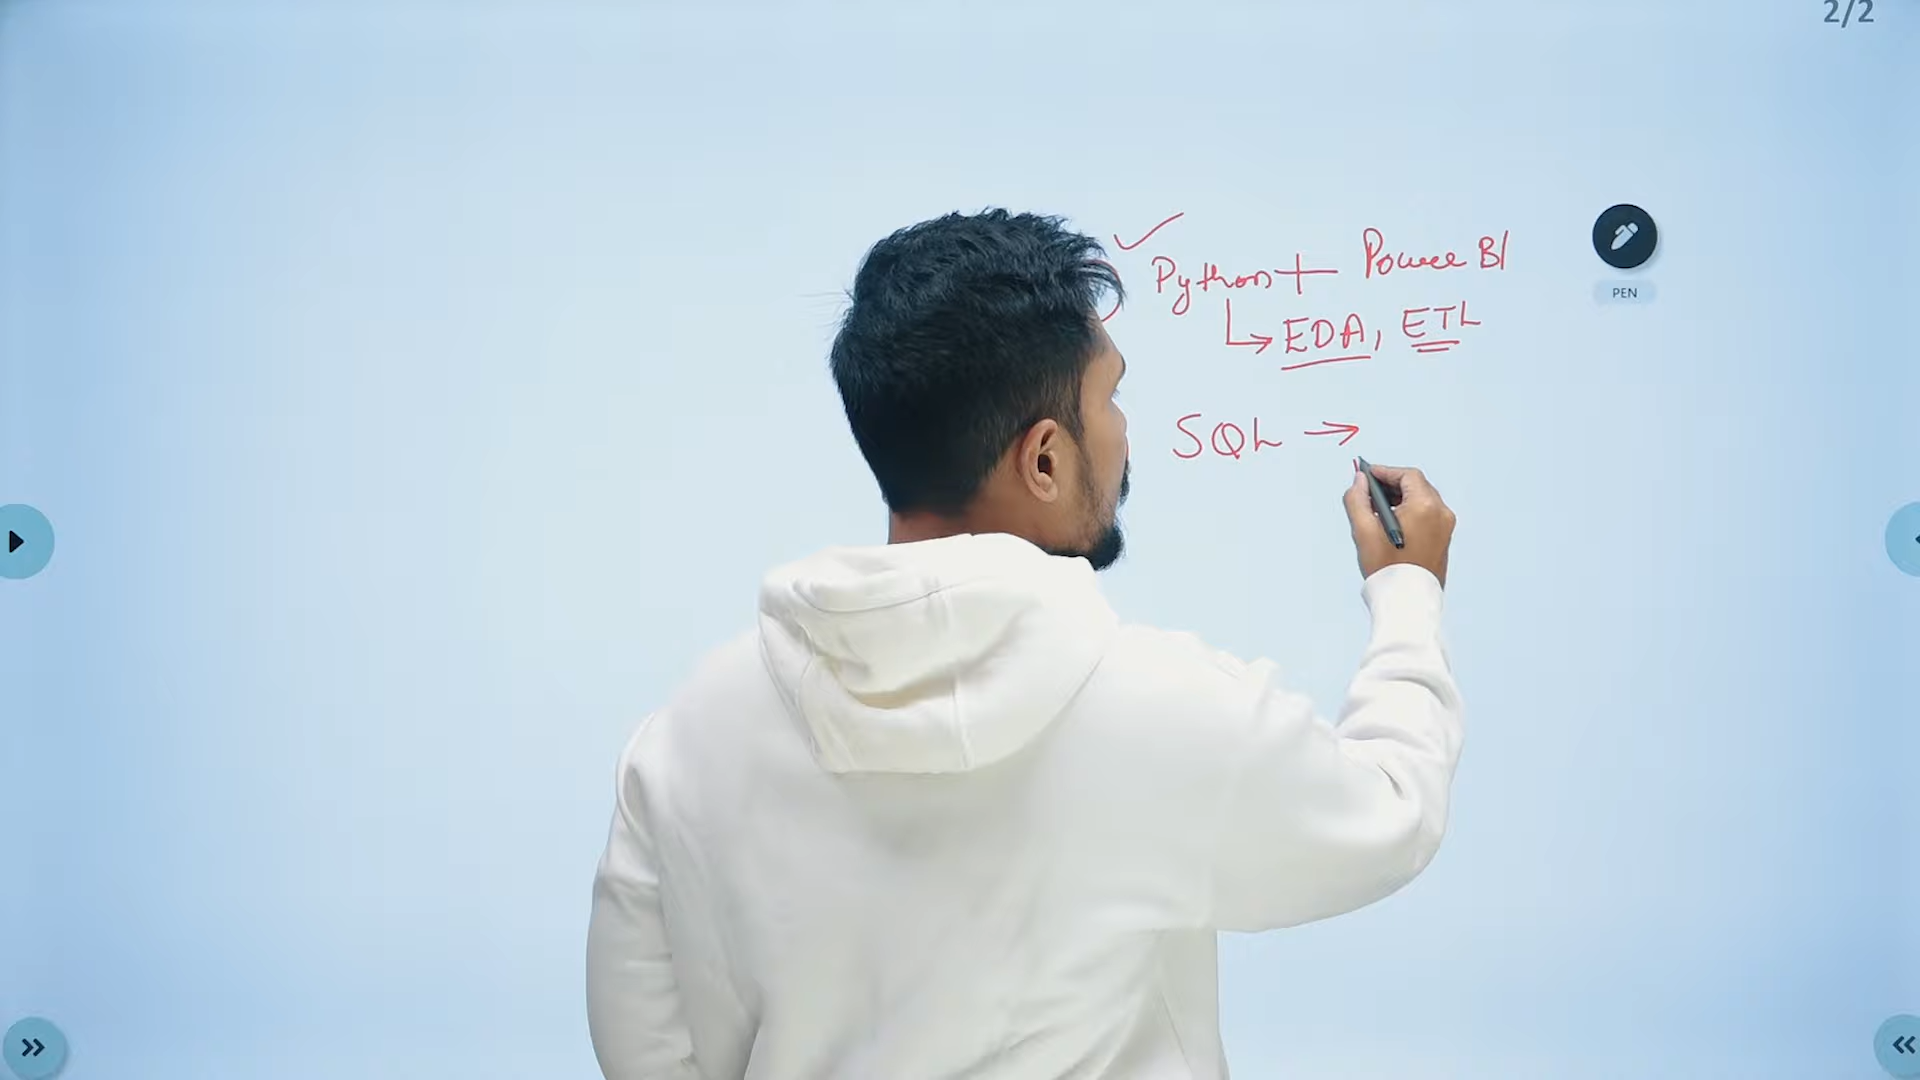 2/2
✓
Python + Power BI
PEN
↳ EDA, ETL
SQL →